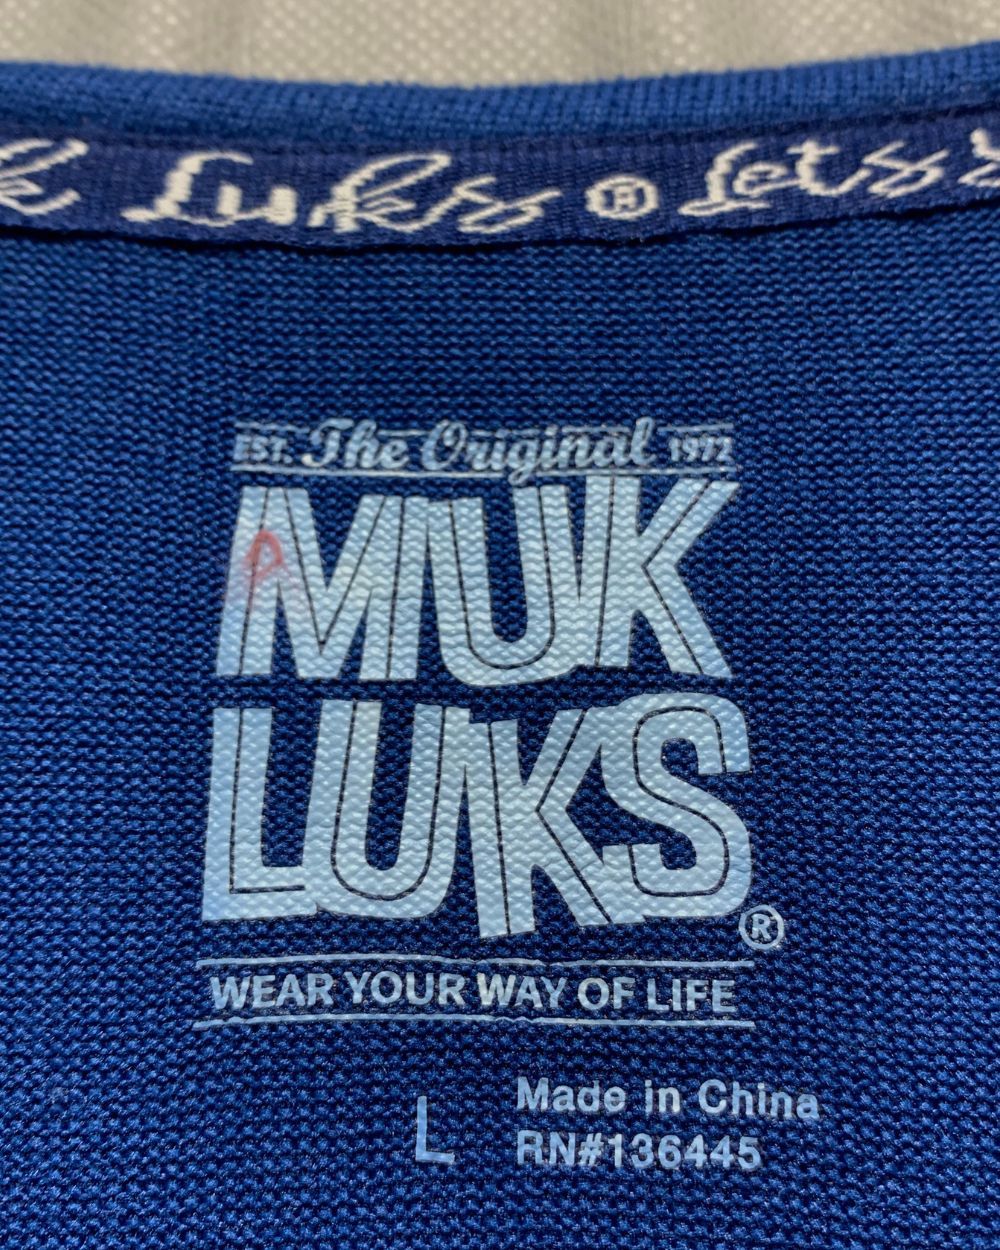 k Luks ® Let's
EST. The Original 1972
MUK
LUKS®
WEAR YOUR WAY OF LIFE
L
Made in China
RN#136445